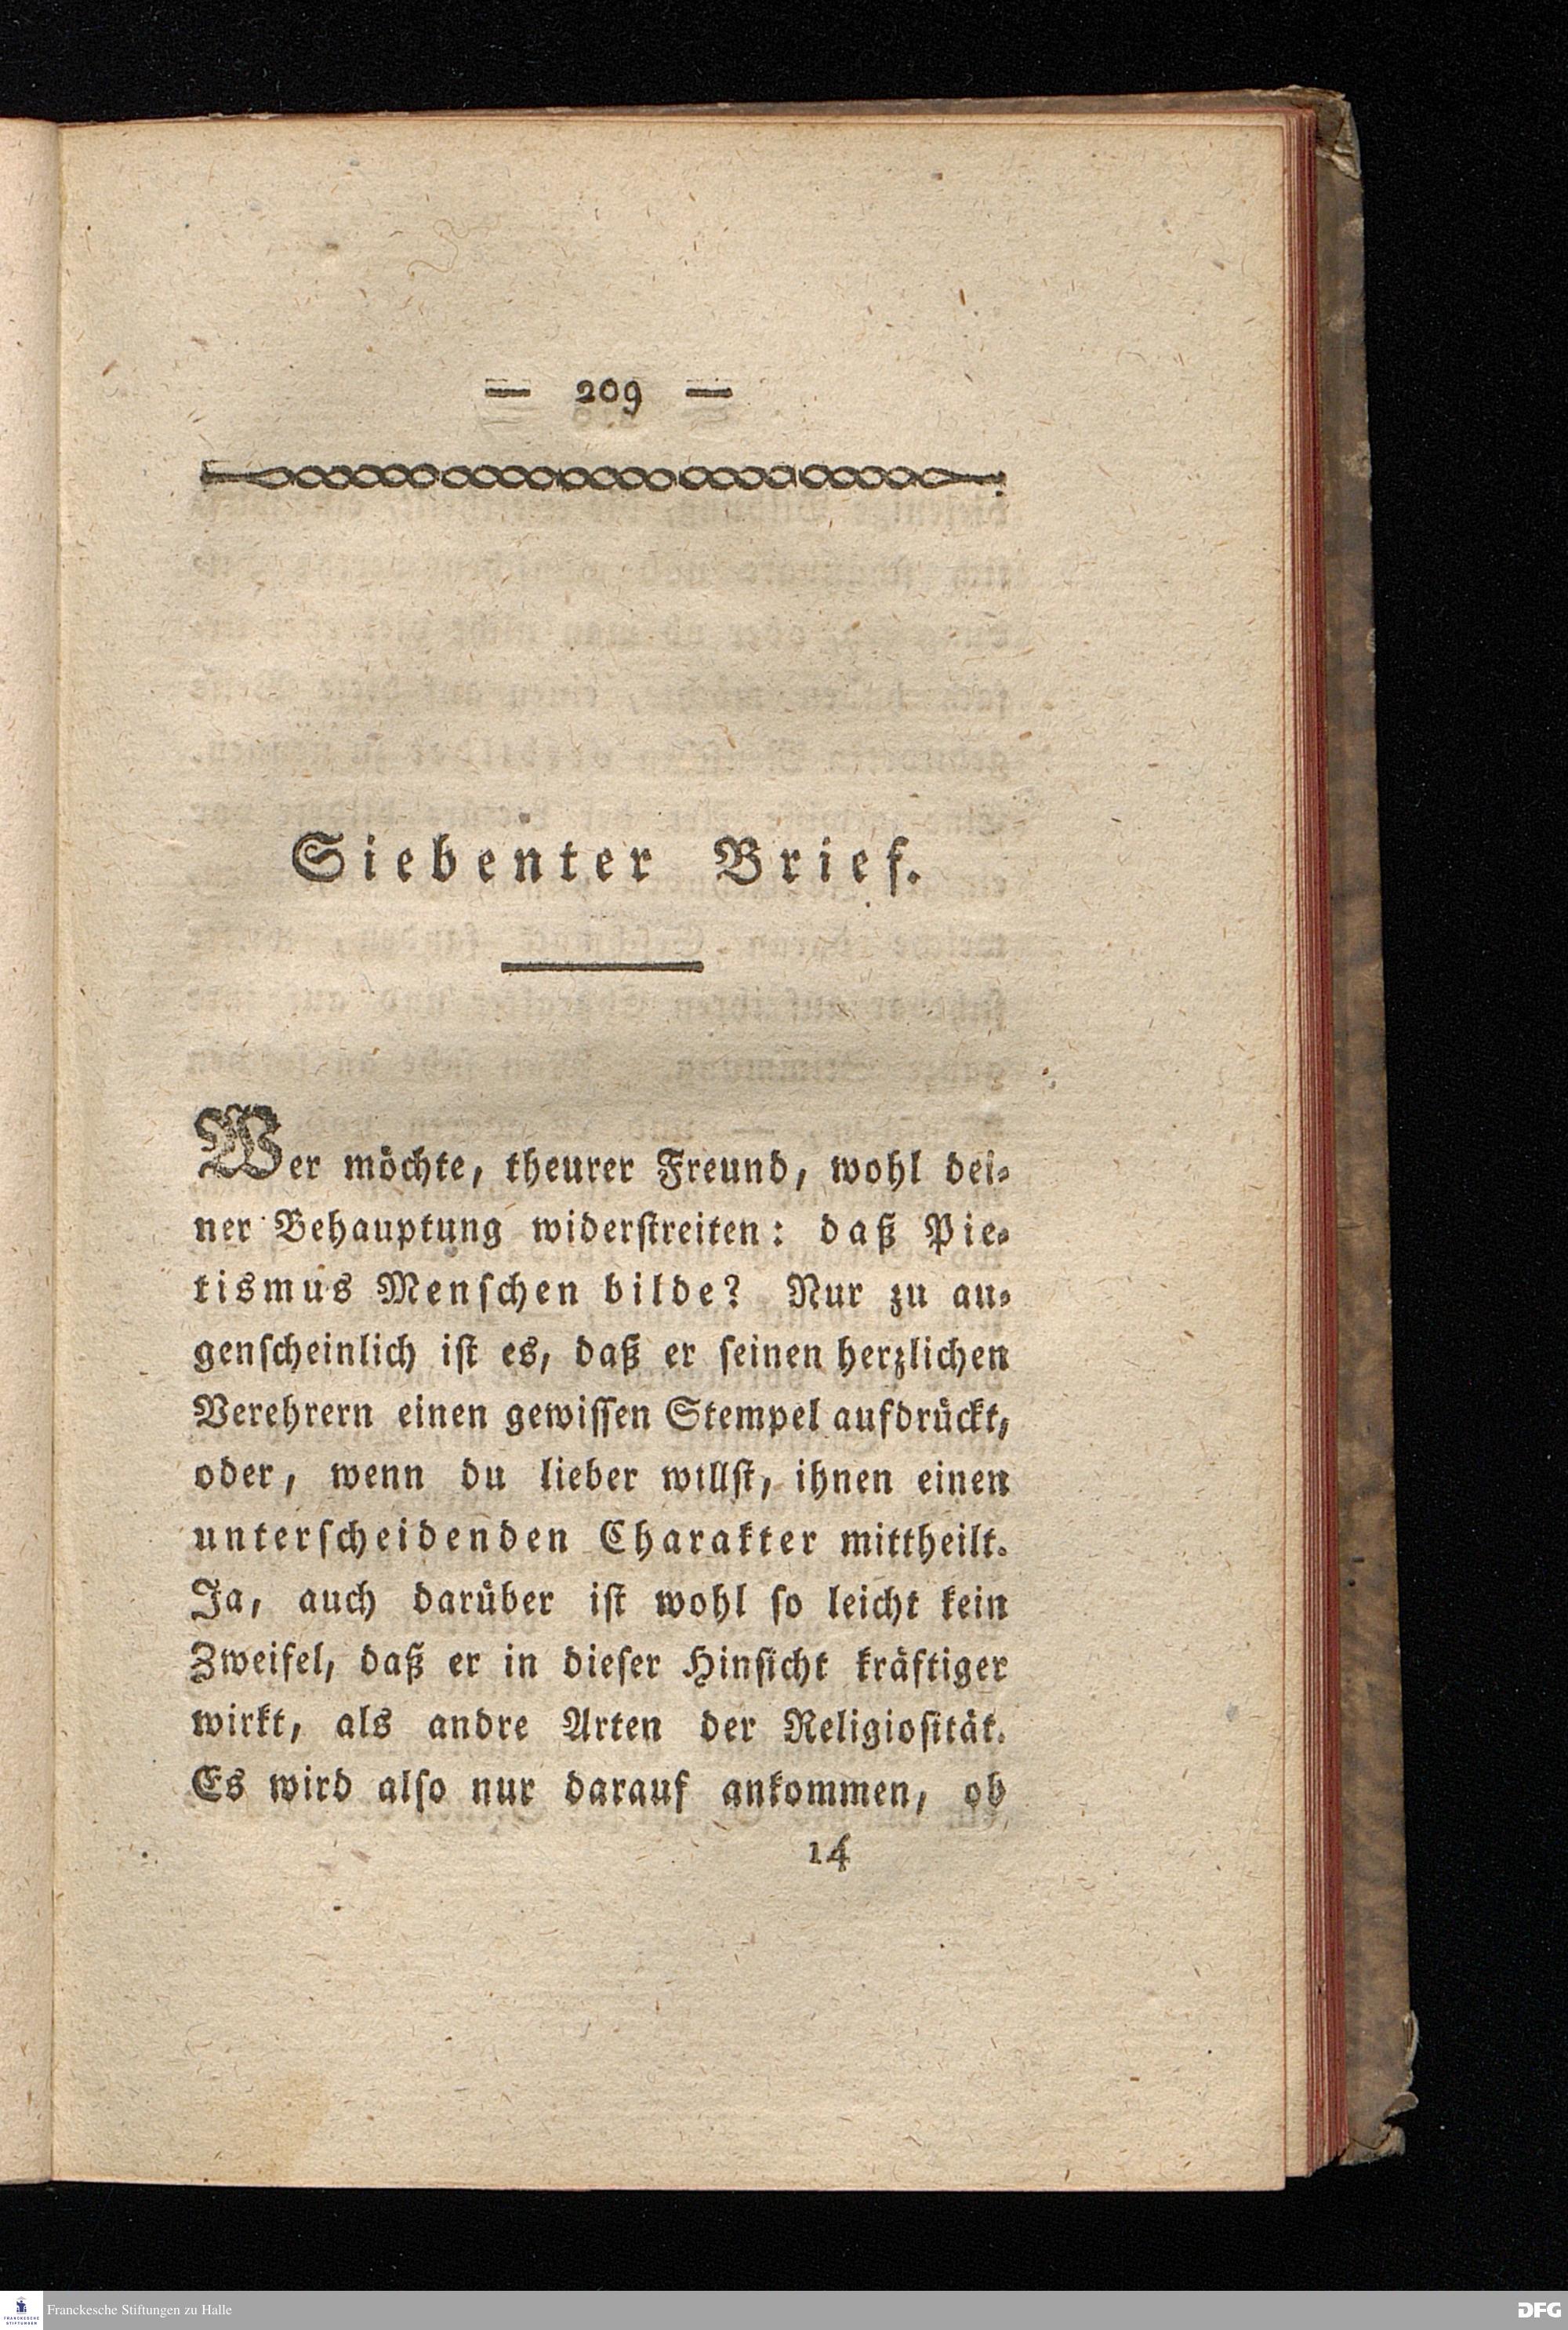 — 209 —
Siebenter Brief.
Wer möchte, theurer Freund, wohl dei⸗
ner Behauptung widerſtreiten: daß Pie⸗
tismus Menſchen bilde? Nur zu au⸗
genſcheinlich iſt es, daß er ſeinen herzlichen
Verehrern einen gewiſſen Stempel aufdrückt,
oder, wenn du lieber willſt, ihnen einen
unterſcheidenden Charakter mittheilt.
Ja, auch darüber iſt wohl ſo leicht kein
Zweifel, daß er in dieſer Hinſicht kräftiger
wirkt, als andre Arten der Religioſität.
Es wird alſo nur darauf ankommen, ob
14
FRANCKESCHE
STIFTUNGEN
Franckesche Stiftungen zu Halle
DFG